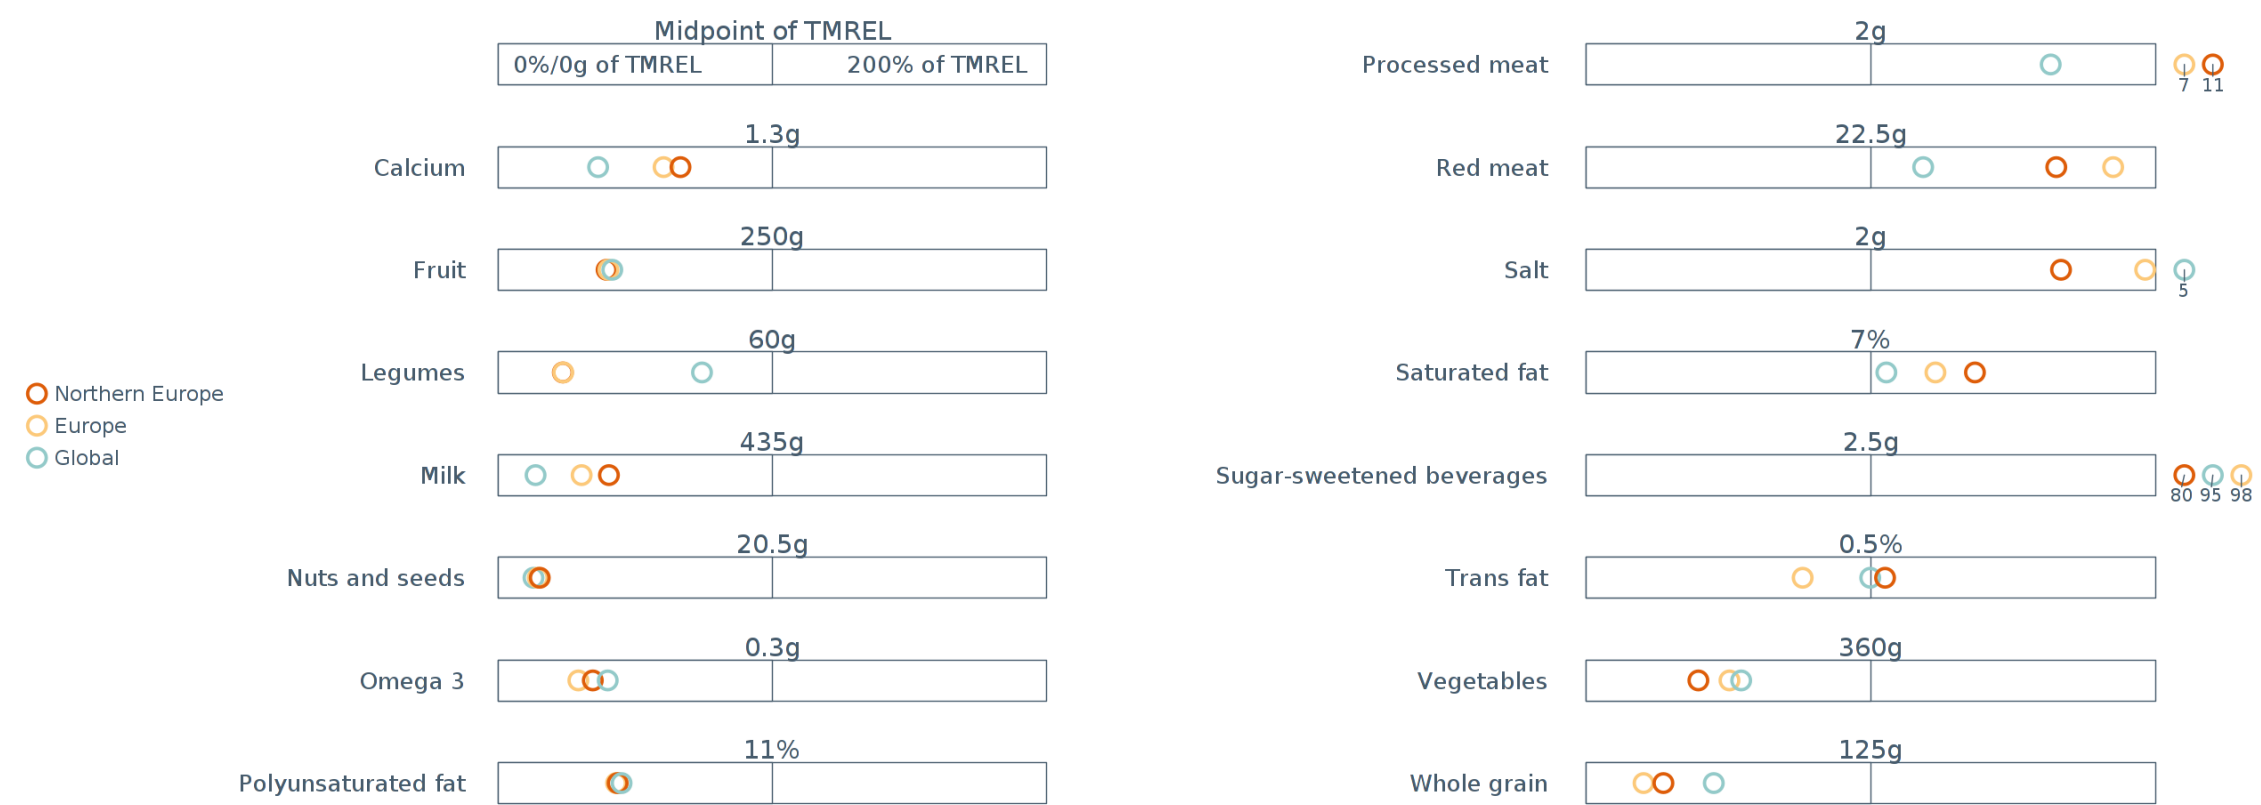 Midpoint of TMREL
0%/0g of TMREL 200% of TMREL
1.3g
Calcium
250g
Fruit
60g
Legumes
435g
Milk
20.5g
Nuts and seeds
0.3g
Omega 3
11%
Polyunsaturated fat
Northern Europe
Europe
Global
2g
Processed meat
7 11
22.5g
Red meat
2g
Salt
5
7%
Saturated fat
2.5g
Sugar-sweetened beverages
80 95 98
0.5%
Trans fat
360g
Vegetables
125g
Whole grain